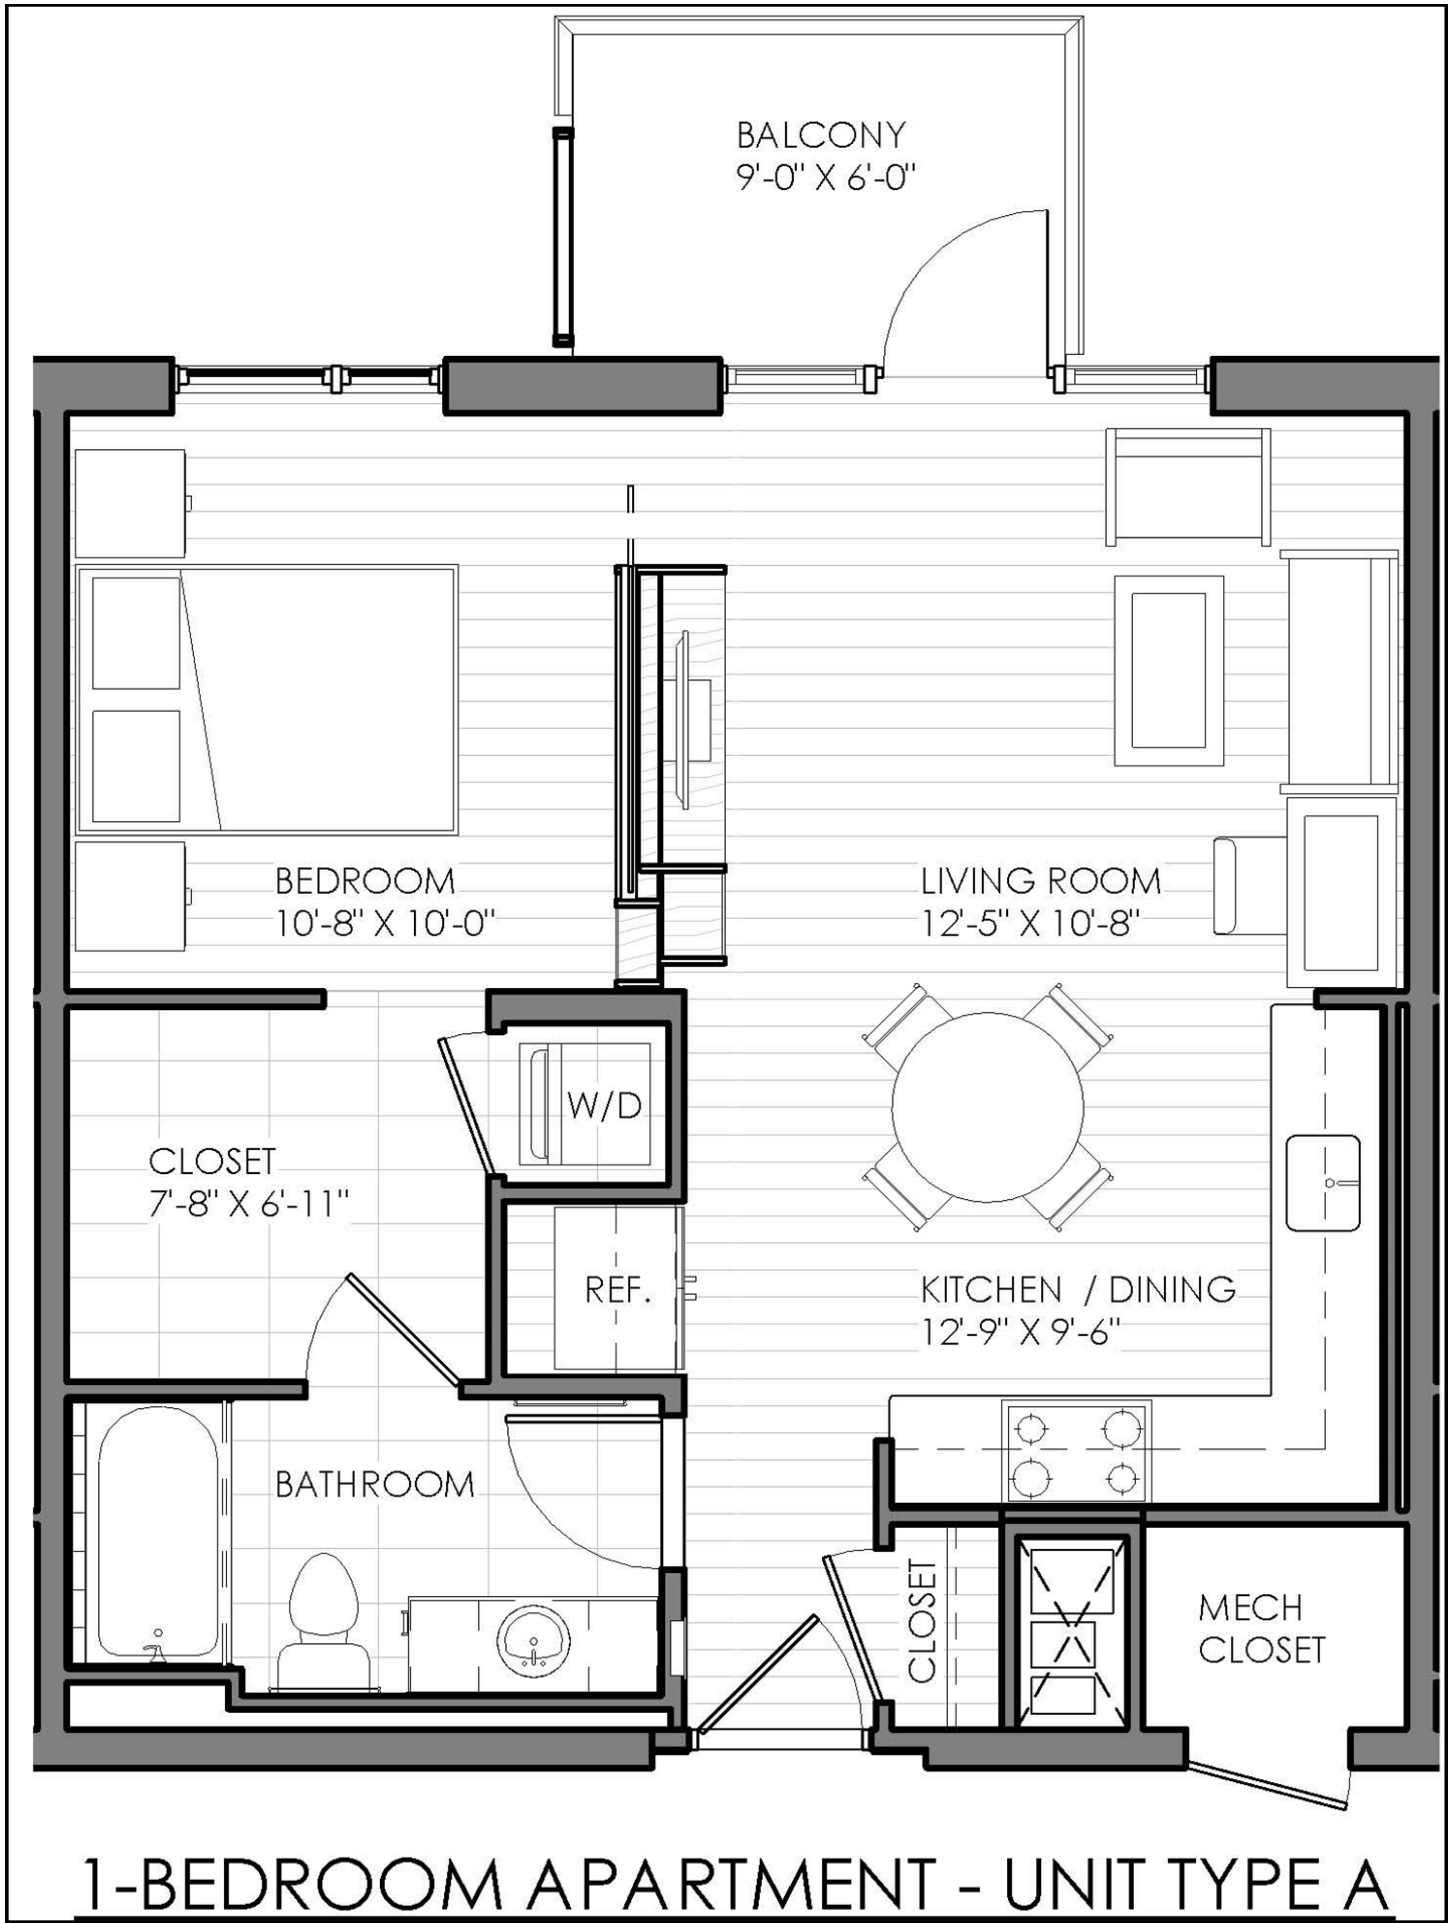 BALCONY
9'-0" X 6'-0"
BEDROOM
10'-8" X 10'-0"
LIVING ROOM
12'-5" X 10'-8"
W/D
CLOSET
7'-8" X 6'-11"
REF.
KITCHEN / DINING
12'-9" X 9'-6"
BATHROOM
CLOSET
MECH
CLOSET
1-BEDROOM APARTMENT - UNIT TYPE A